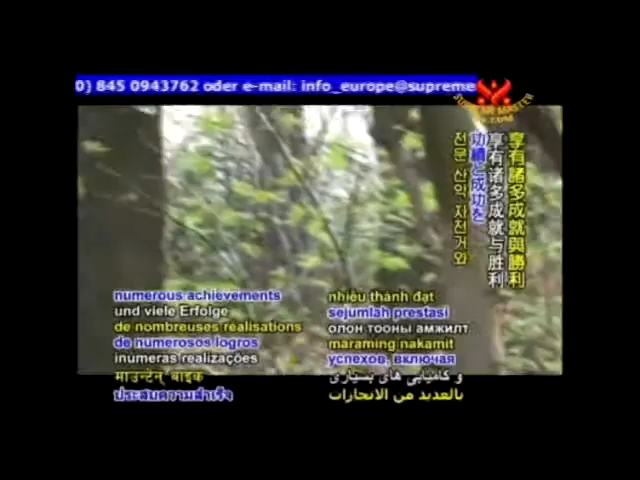 0) 845 0943762 oder e-mail: info_europe@supreme
SUPREME MASTER
TV.COM
享有諸多成就與勝利
享有诸多成就与胜利
功績と成功を
전문 산악 자전거와
numerous achievements
und viele Erfolge
de nombreuses réalisations
de numerosos logros
inúmeras realizações
माउन्टेन् बाइक
ประสบความสำเร็จ
nhiều thành đạt
sejumlah prestasi
олон тооны амжилт
maraming nakamit
успехов, включая
و کامیابی های بسیاری
بالعديد من الانجازات